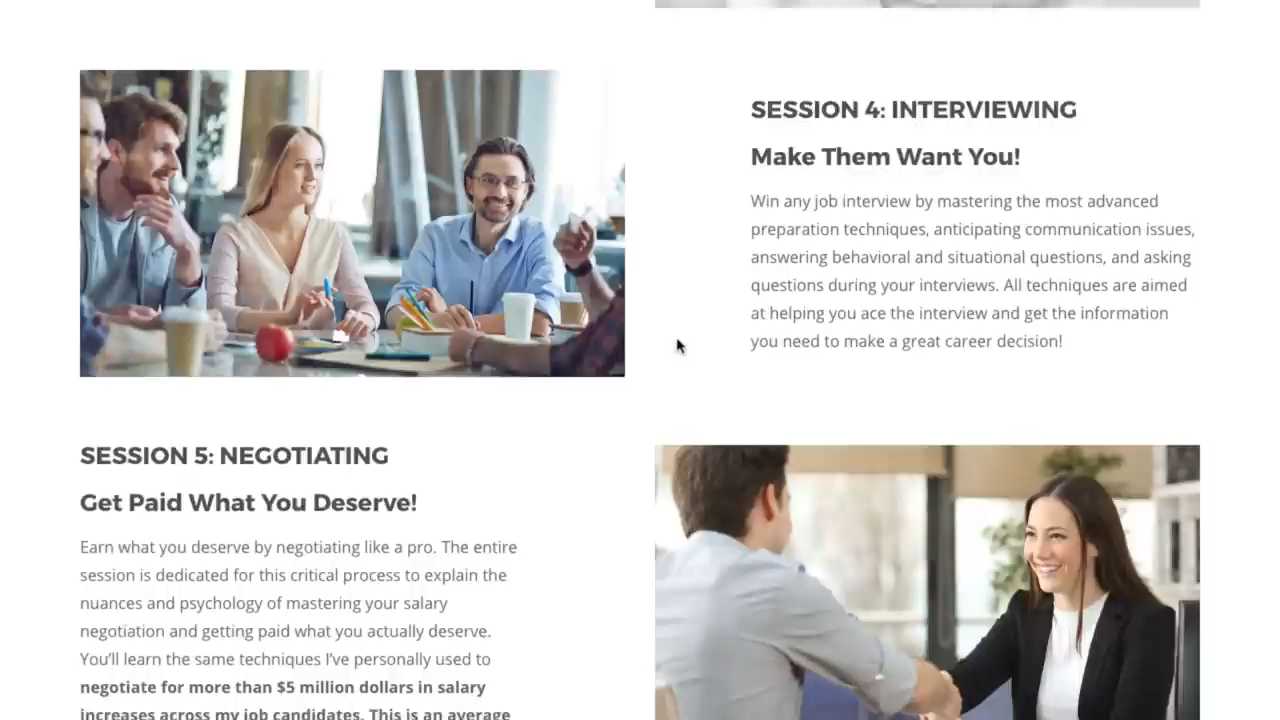 SESSION 4: INTERVIEWING
Make Them Want You!
Win any job interview by mastering the most advanced
preparation techniques, anticipating communication issues,
answering behavioral and situational questions, and asking
questions during your interviews. All techniques are aimed
at helping you ace the interview and get the information
you need to make a great career decision!
SESSION 5: NEGOTIATING
Get Paid What You Deserve!
Earn what you deserve by negotiating like a pro. The entire
session is dedicated for this critical process to explain the
nuances and psychology of mastering your salary
negotiation and getting paid what you actually deserve.
You’ll learn the same techniques I’ve personally used to
negotiate for more than $5 million dollars in salary
increases across my job candidates. This is an average